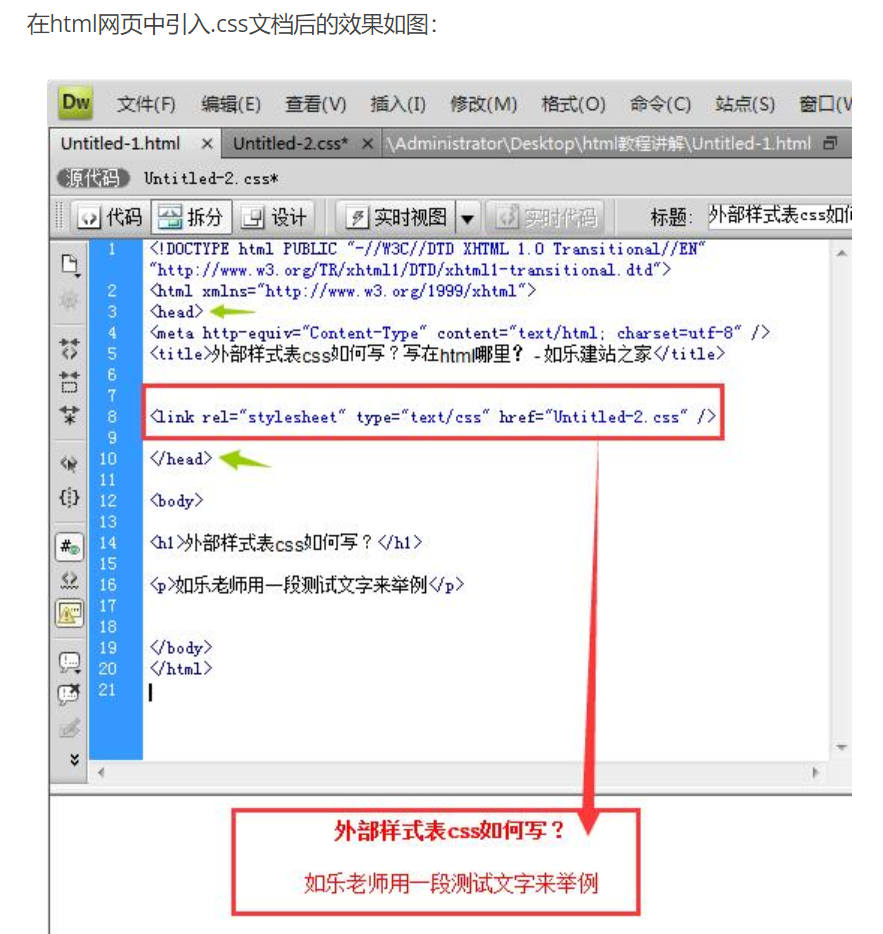 在html网页中引入.css文档后的效果如图：
Dw 文件(F) 编辑(E) 查看(V) 插入(I) 修改(M) 格式(O) 命令(C) 站点(S) 窗口(W
Untitled-1.html × Untitled-2.css* × \Administrator\Desktop\html教程讲解\Untitled-1.html
源代码 Untitled-2.css*
代码 拆分 设计 实时视图 实时代码 标题: 外部样式表css如何
1 <!DOCTYPE html PUBLIC "-//W3C//DTD XHTML 1.0 Transitional//EN"
"http://www.w3.org/TR/xhtml1/DTD/xhtml1-transitional.dtd">
2 <html xmlns="http://www.w3.org/1999/xhtml">
3 <head>
4 <meta http-equiv="Content-Type" content="text/html; charset=utf-8" />
5 <title>外部样式表css如何写？写在html哪里？ - 如乐建站之家</title>
6
7
8 <link rel="stylesheet" type="text/css" href="Untitled-2.css" />
9
10 </head>
11
12 <body>
13
14 <h1>外部样式表css如何写？</h1>
15
16 <p>如乐老师用一段测试文字来举例</p>
17
18
19 </body>
20 </html>
21
外部样式表css如何写？
如乐老师用一段测试文字来举例